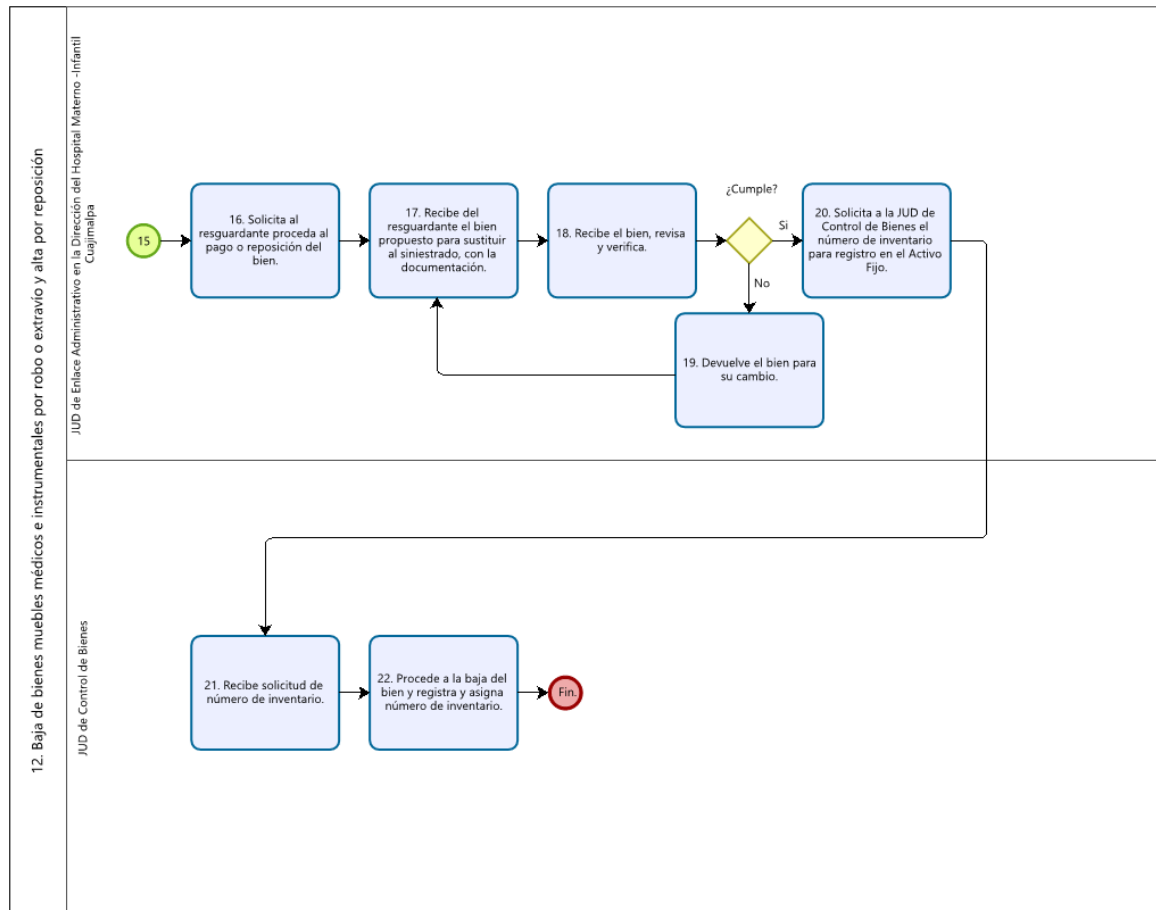 12. Baja de bienes muebles médicos e instrumentales por robo o extravío y alta por reposición
JUD de Enlace Administrativo en la Dirección del Hospital Materno -Infantil
Cuajimalpa
15
16. Solicita al
resguardante proceda al
pago o reposición del
bien.
17. Recibe del
resguardante el bien
propuesto para sustituir
al siniestrado, con la
documentación.
18. Recibe el bien, revisa
y verifica.
¿Cumple?
Si
No
20. Solicita a la JUD de
Control de Bienes el
número de inventario
para registro en el Activo
Fijo.
19. Devuelve el bien para
su cambio.
JUD de Control de Bienes
21. Recibe solicitud de
número de inventario.
22. Procede a la baja del
bien y registra y asigna
número de inventario.
Fin.